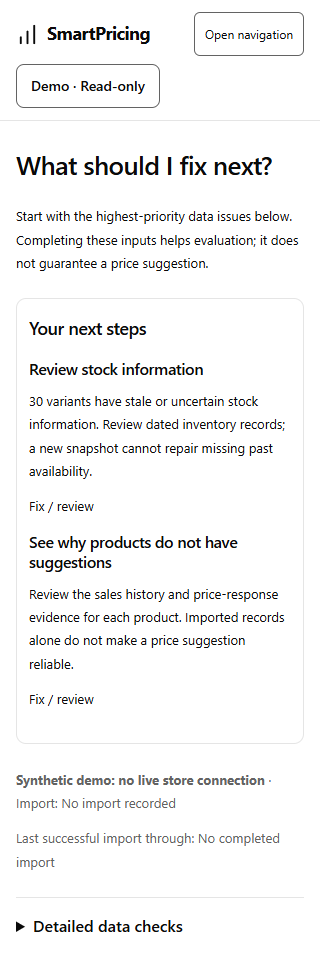 SmartPricing
Open navigation
Demo · Read-only
What should I fix next?
Start with the highest-priority data issues below.
Completing these inputs helps evaluation; it does
not guarantee a price suggestion.
Your next steps
Review stock information
30 variants have stale or uncertain stock
information. Review dated inventory records;
a new snapshot cannot repair missing past
availability.
Fix / review
See why products do not have
suggestions
Review the sales history and price-response
evidence for each product. Imported records
alone do not make a price suggestion
reliable.
Fix / review
Synthetic demo: no live store connection ·
Import: No import recorded
Last successful import through: No completed
import
Detailed data checks